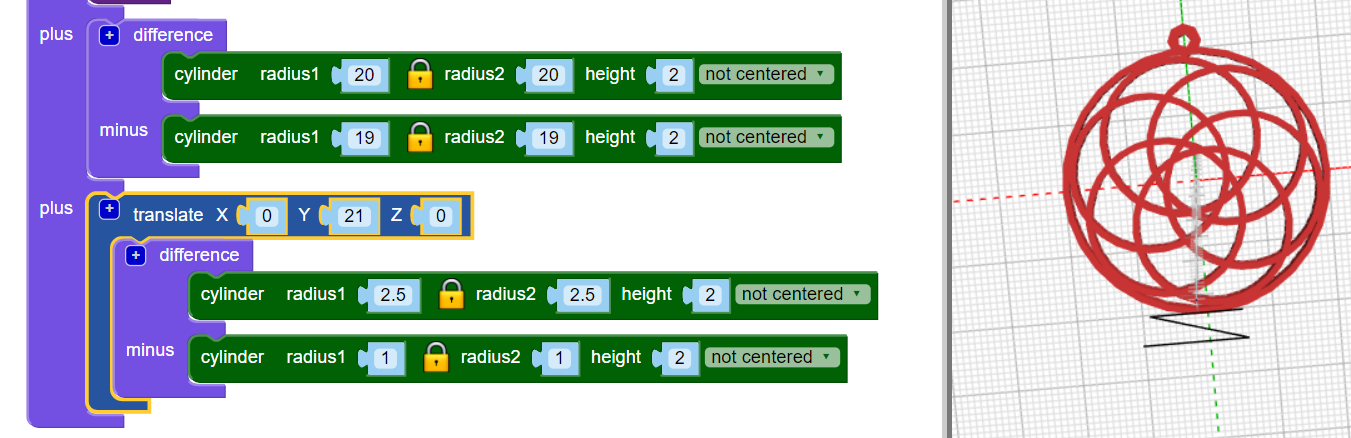 plus + difference
cylinder radius1 20 radius2 20 height 2 not centered ▾
minus cylinder radius1 19 radius2 19 height 2 not centered ▾
plus + translate X 0 Y 21 Z 0
+ difference
cylinder radius1 2.5 radius2 2.5 height 2 not centered ▾
minus cylinder radius1 1 radius2 1 height 2 not centered ▾
Z